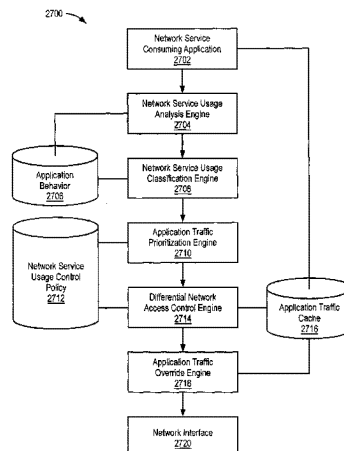 2700
Network Service
Consuming Application
2702
Network Service Usage
Analysis Engine
2704
Application
Behavior
2706
Network Service Usage
Classification Engine
2708
Application Traffic
Prioritization Engine
2710
Network Service
Usage Control
Policy
2712
Differential Network
Access Control Engine
2714
Application Traffic
Cache
2716
Application Traffic
Override Engine
2718
Network Interface
2720